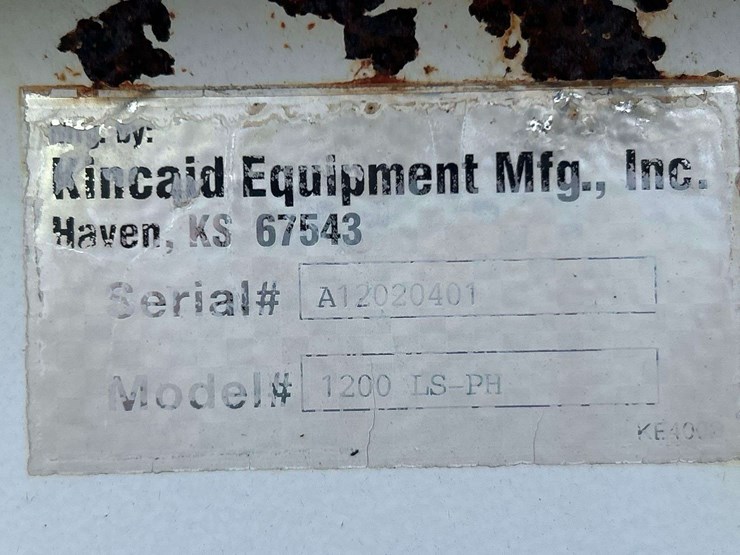 Mfg. by:
Kincaid Equipment Mfg., Inc.
Haven, KS 67543
Serial# A12020401
Model# 1200 LS-PH